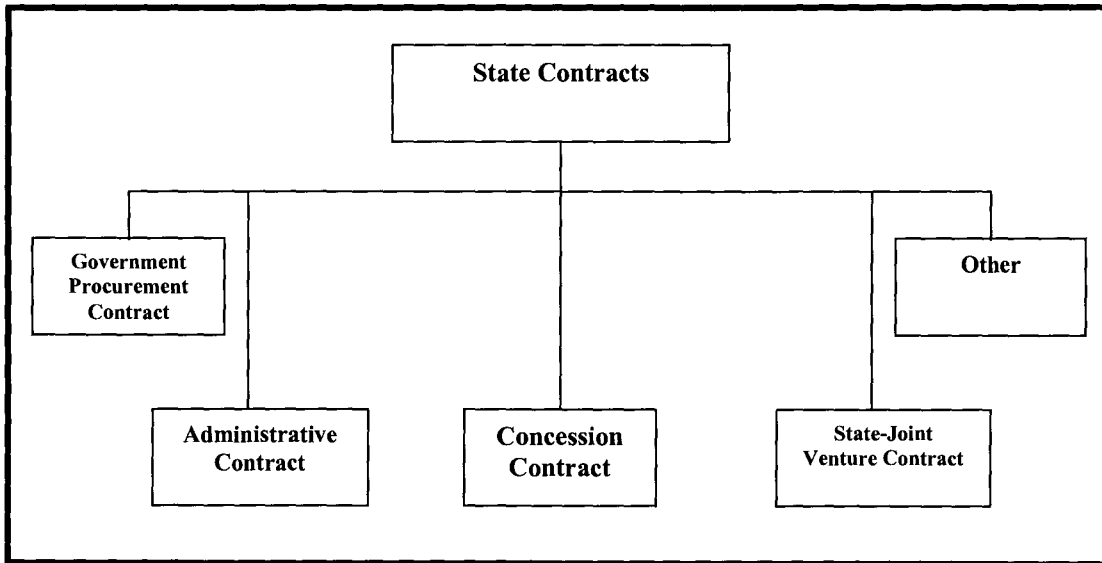 State Contracts
Government
Procurement
Contract
Other
Administrative
Contract
Concession
Contract
State-Joint
Venture Contract